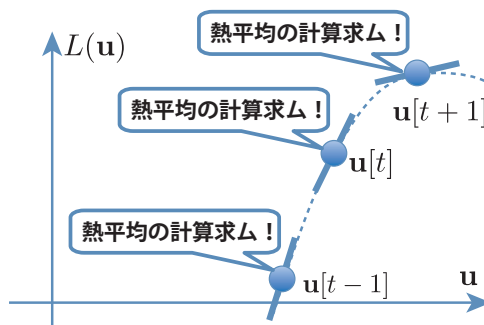 熱平均の計算求ム！
L(u)
u[t + 1]
熱平均の計算求ム！
u[t]
熱平均の計算求ム！
u[t − 1]
u